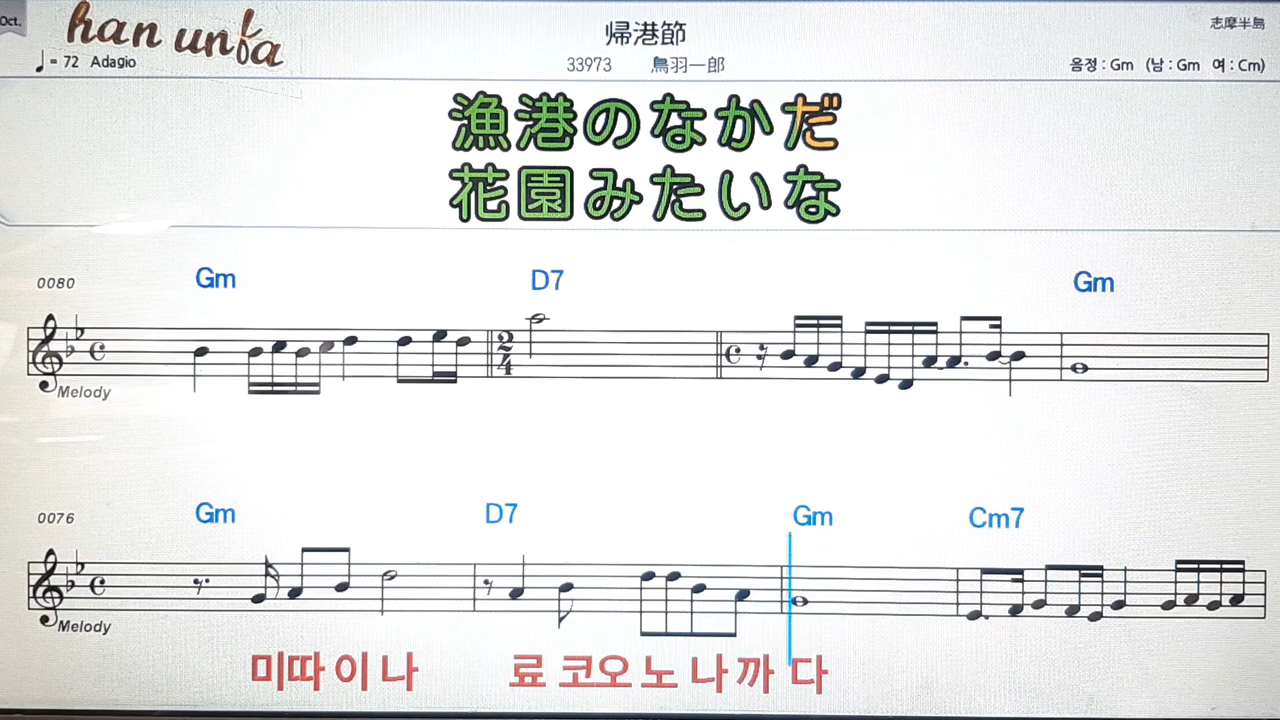 Oct.
han unfa
帰港節
志摩半島
♩= 72 Adagio
33973 鳥羽一郎
음정 : Gm (남 : Gm 여 : Cm)
漁港のなかだ
花園みたいな
0080
Gm D7 Gm
2
4
Melody
0076
Gm D7 Gm Cm7
Melody
미따이나 료코오노나까다